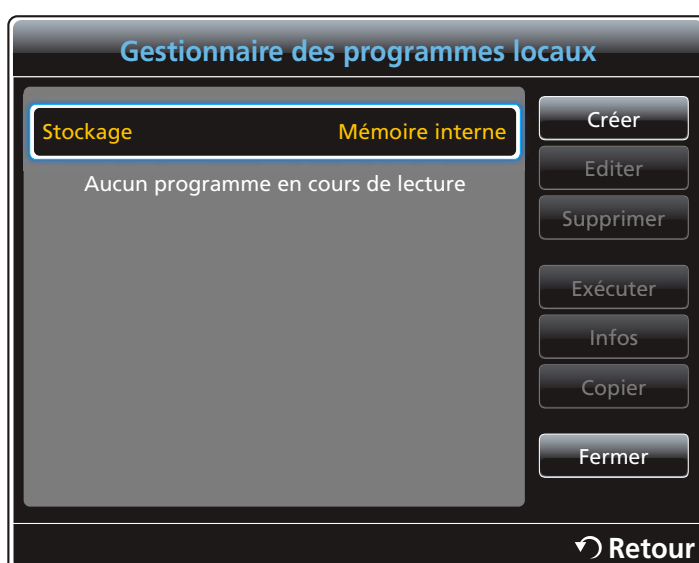 Gestionnaire des programmes locaux
Stockage Mémoire interne
Aucun programme en cours de lecture
Créer
Editer
Supprimer
Exécuter
Infos
Copier
Fermer
Retour